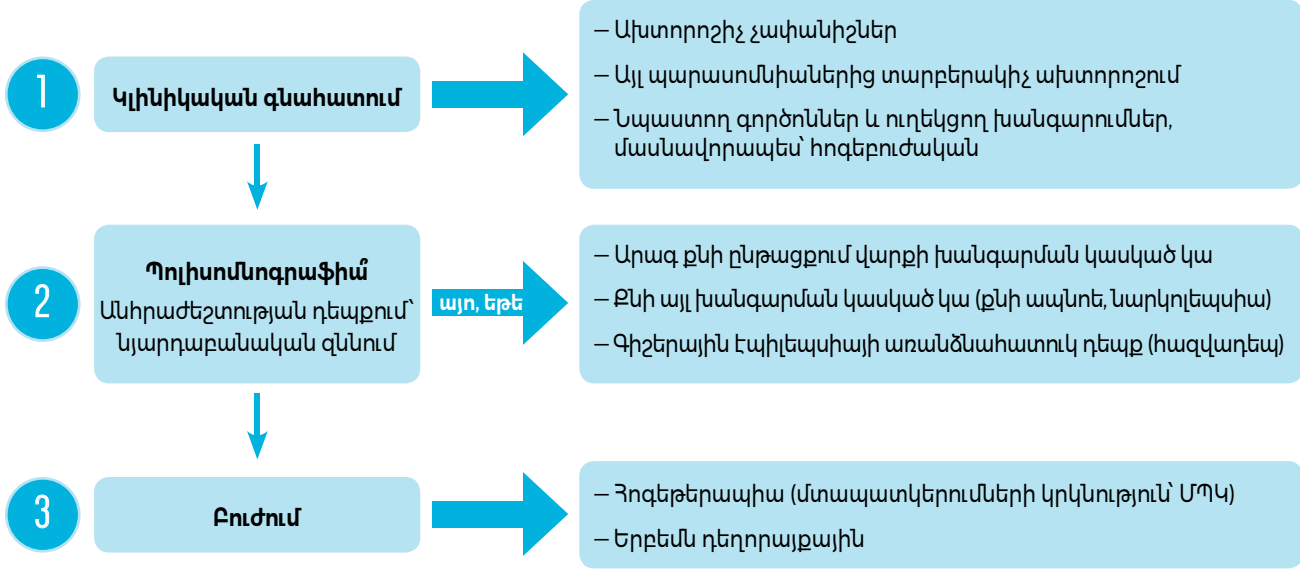 1
Կլինիկական գնահատում
– Ախտորոշիչ չափանիշներ
– Այլ պարասոմնիաներից տարբերակիչ ախտորոշում
– Նպաստող գործոններ և ուղեկցող խանգարումներ,
մասնավորապես՝ հոգեբուժական
2
Պոլիսոմնոգրաֆիա՞
Անհրաժեշտության դեպքում՝
նյարդաբանական զննում
այո, եթե
– Արագ քնի ընթացքում վարքի խանգարման կասկած կա
– Քնի այլ խանգարման կասկած կա (քնի ապնոե, նարկոլեպսիա)
– Գիշերային էպիլեպսիայի առանձնահատուկ դեպք (հազվադեպ)
3
Բուժում
– Հոգեթերապիա (մտապատկերումների կրկնություն՝ ՄՊԿ)
– Երբեմն դեղորայքային